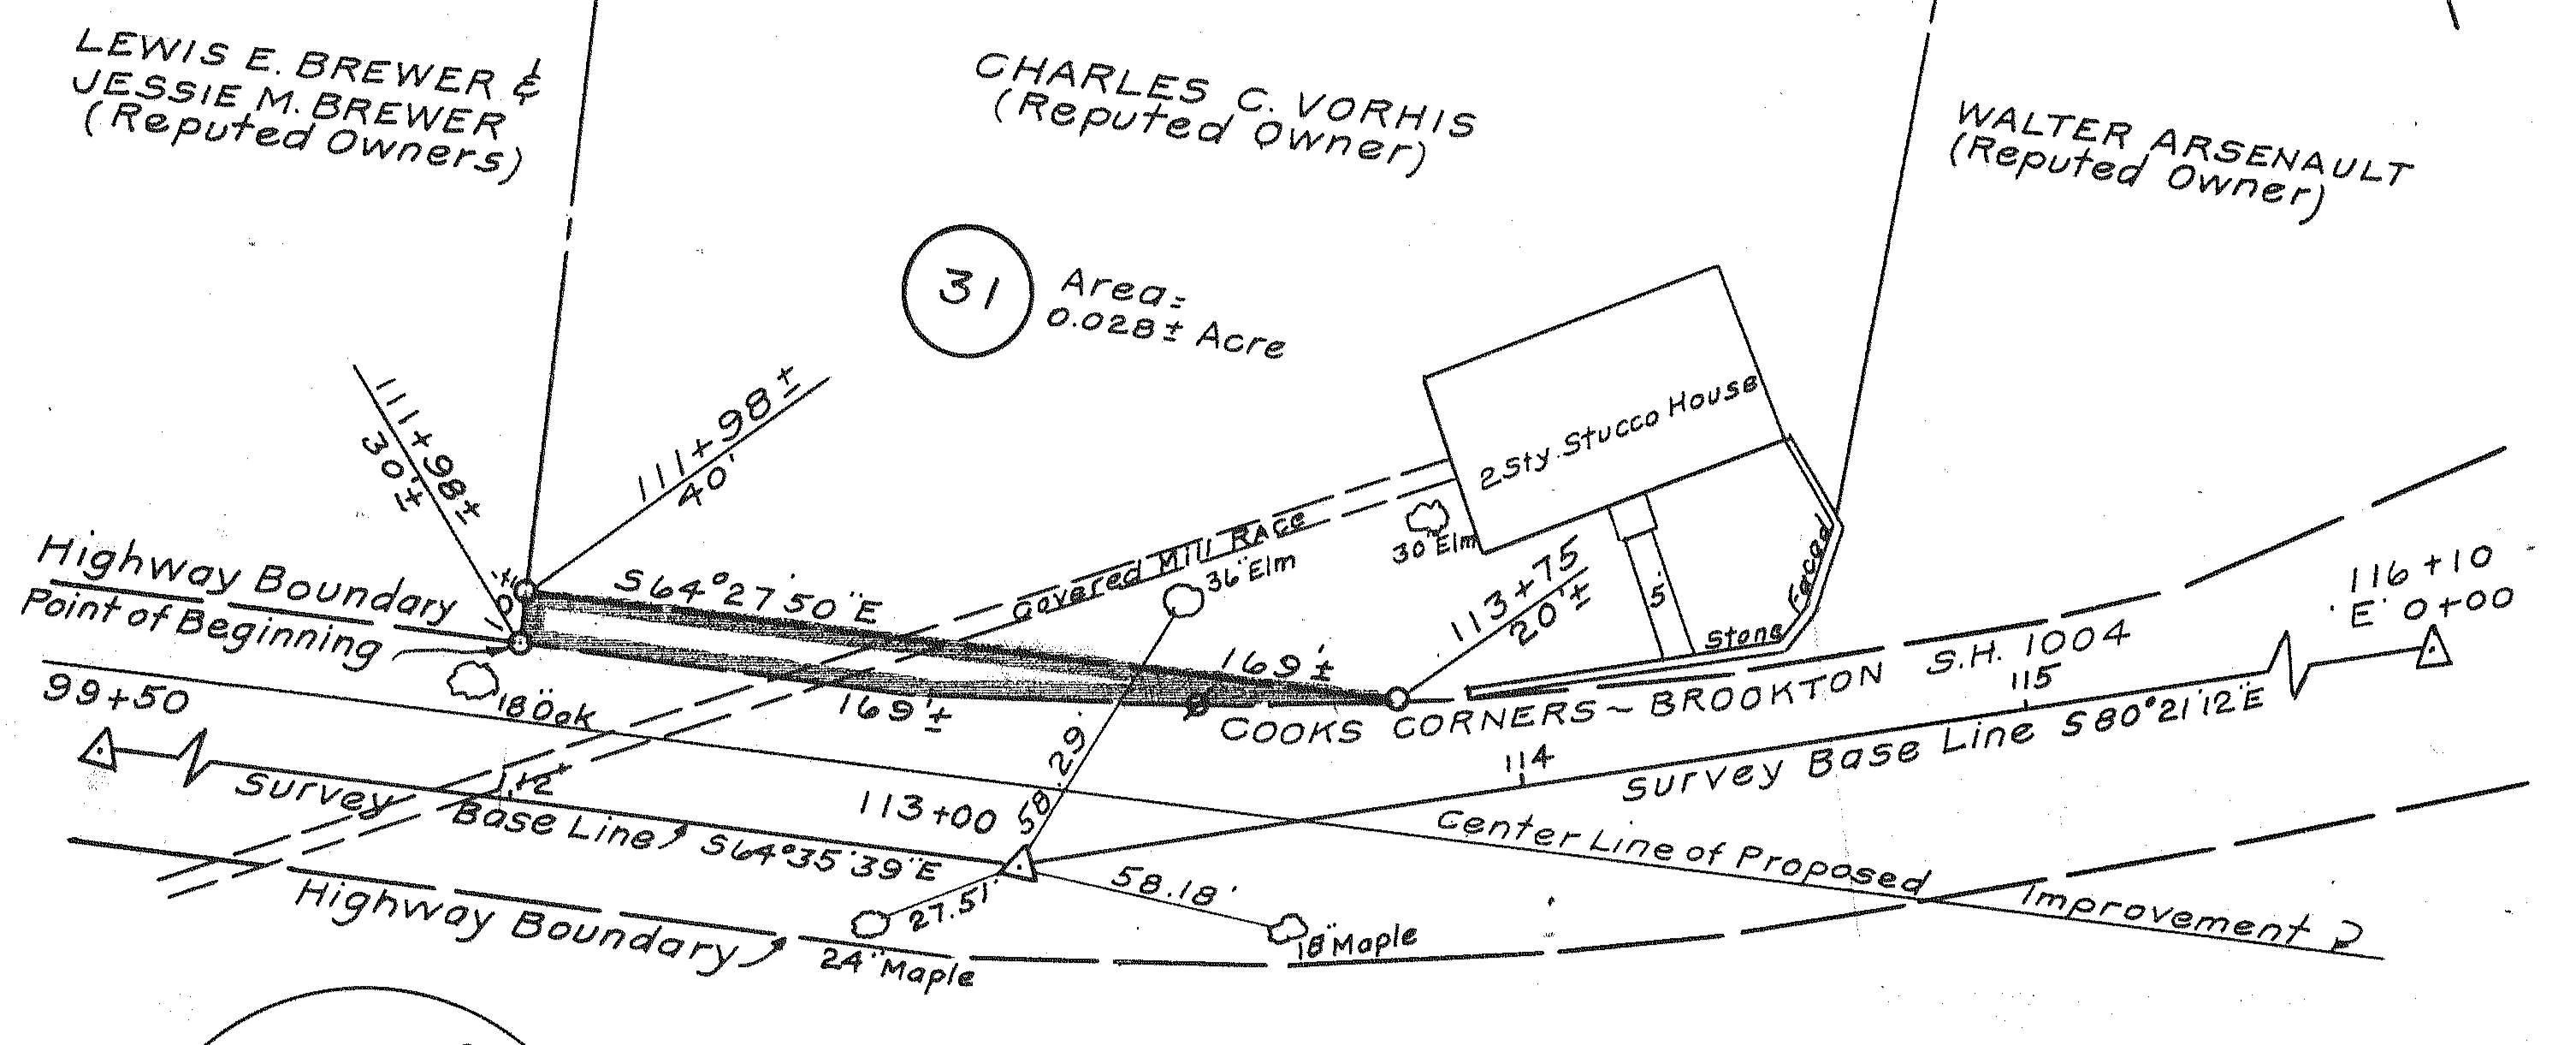 LEWIS E. BREWER &
JESSIE M. BREWER
(Reputed Owners)
CHARLES C. VORHIS
(Reputed Owner)
WALTER ARSENAULT
(Reputed Owner)
31
Area=
0.028± Acre
111+98±
30'±
111+98±
40'
2 Sty. Stucco House
Highway Boundary
Point of Beginning
10'±
S64°27'50"E
Covered Mill Race
36"Elm
30"Elm
113+75
20'±
5'
Stone
Faced
116+10
E 0+00
169'±
169'±
18"Oak
99+50
COOKS CORNERS ~ BROOKTON S.H. 1004
115
114
Survey Base Line S80°21'12"E
112+
Survey Base Line S64°35'39"E
113+00
58.29'
Center Line of Proposed Improvement
58.18'
27.51'
Highway Boundary
24"Maple
18"Maple